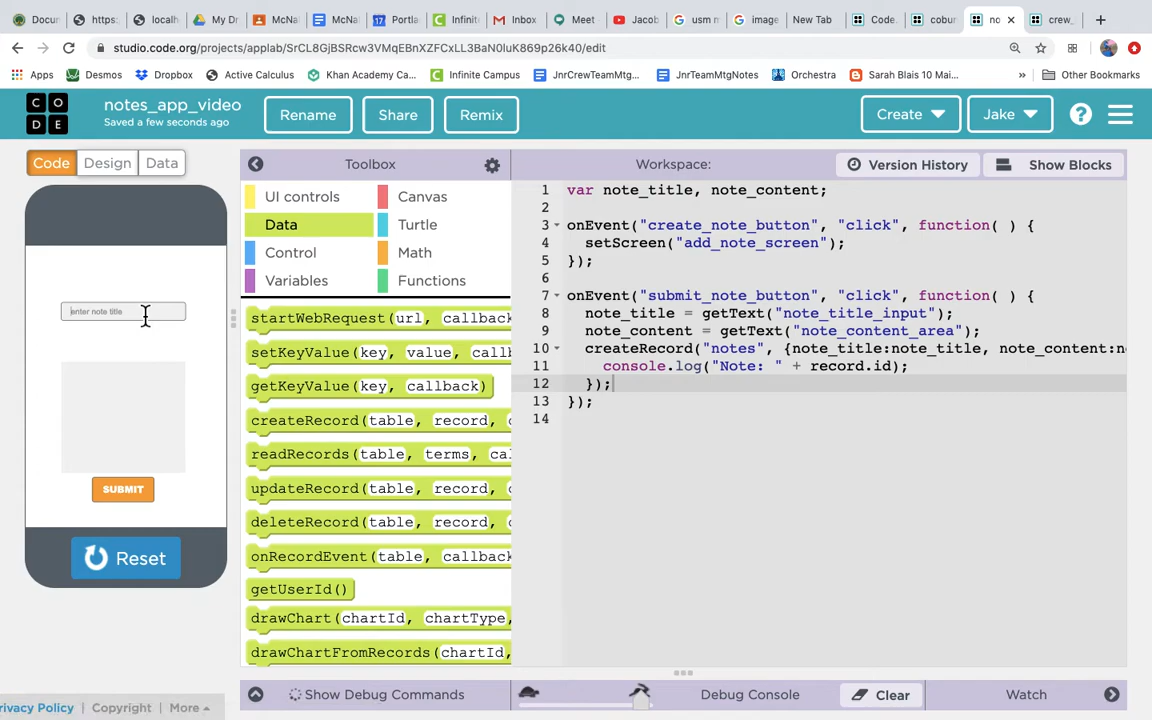 Docun https: localh My Dr McNa McNa Portla Infinit Inbox Meet Jacob usm n image New Tab Code. cobur no crew_
studio.code.org/projects/applab/SrCL8GjBSRcw3VMqEBnXZFCxLL3BaN0IuK869p26k40/edit
Apps Desmos Dropbox Active Calculus Khan Academy Ca... Infinite Campus JnrCrewTeamMtg... JnrTeamMtgNotes Orchestra Sarah Blais 10 Mai... » Other Bookmarks
CODE notes_app_video Rename Share Remix Create Jake ?
Saved a few seconds ago
Code Design Data Toolbox Workspace: Version History Show Blocks
UI controls Canvas
Data Turtle
Control Math
Variables Functions
startWebRequest(url, callback
setKeyValue(key, value, callb
getKeyValue(key, callback)
createRecord(table, record, c
readRecords(table, terms, cal
updateRecord(table, record, c
deleteRecord(table, record, c
onRecordEvent(table, callback
getUserId()
drawChart(chartId, chartType,
drawChartFromRecords(chartId,
enter note title
SUBMIT
Reset
1 var note_title, note_content;
2
3 onEvent("create_note_button", "click", function( ) {
4 setScreen("add_note_screen");
5 });
6
7 onEvent("submit_note_button", "click", function( ) {
8 note_title = getText("note_title_input");
9 note_content = getText("note_content_area");
10 createRecord("notes", {note_title:note_title, note_content:no
11 console.log("Note: " + record.id);
12 });
13 });
14
Show Debug Commands Debug Console Clear Watch
rivacy Policy | Copyright | More